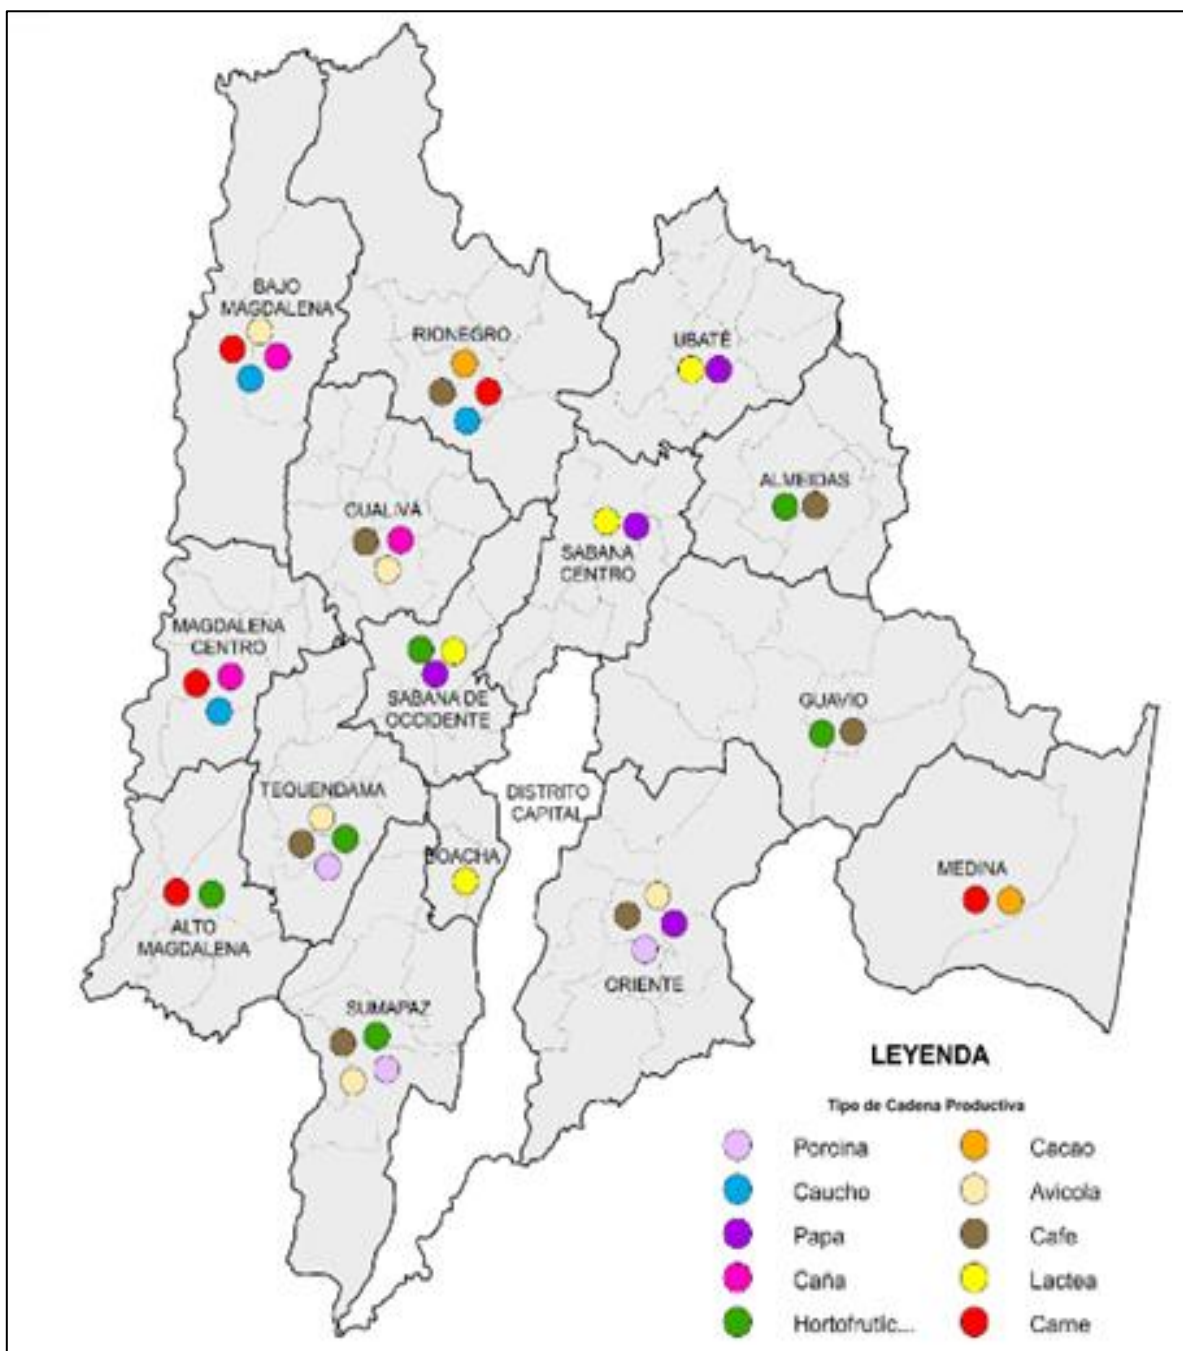 BAJO
MAGDALENA
RIONEGRO
UBATÉ
ALMEIDAS
GUALIVÁ
SABANA
CENTRO
MAGDALENA
CENTRO
SABANA DE
OCCIDENTE
GUAVIO
TEQUENDAMA
DISTRITO
CAPITAL
SOACHA
MEDINA
ALTO
MAGDALENA
ORIENTE
SUMAPAZ
LEYENDA
Tipo de Cadena Productiva
Porcina
Cacao
Caucho
Avicola
Papa
Cafe
Caña
Lactea
Hortofrutic...
Carne